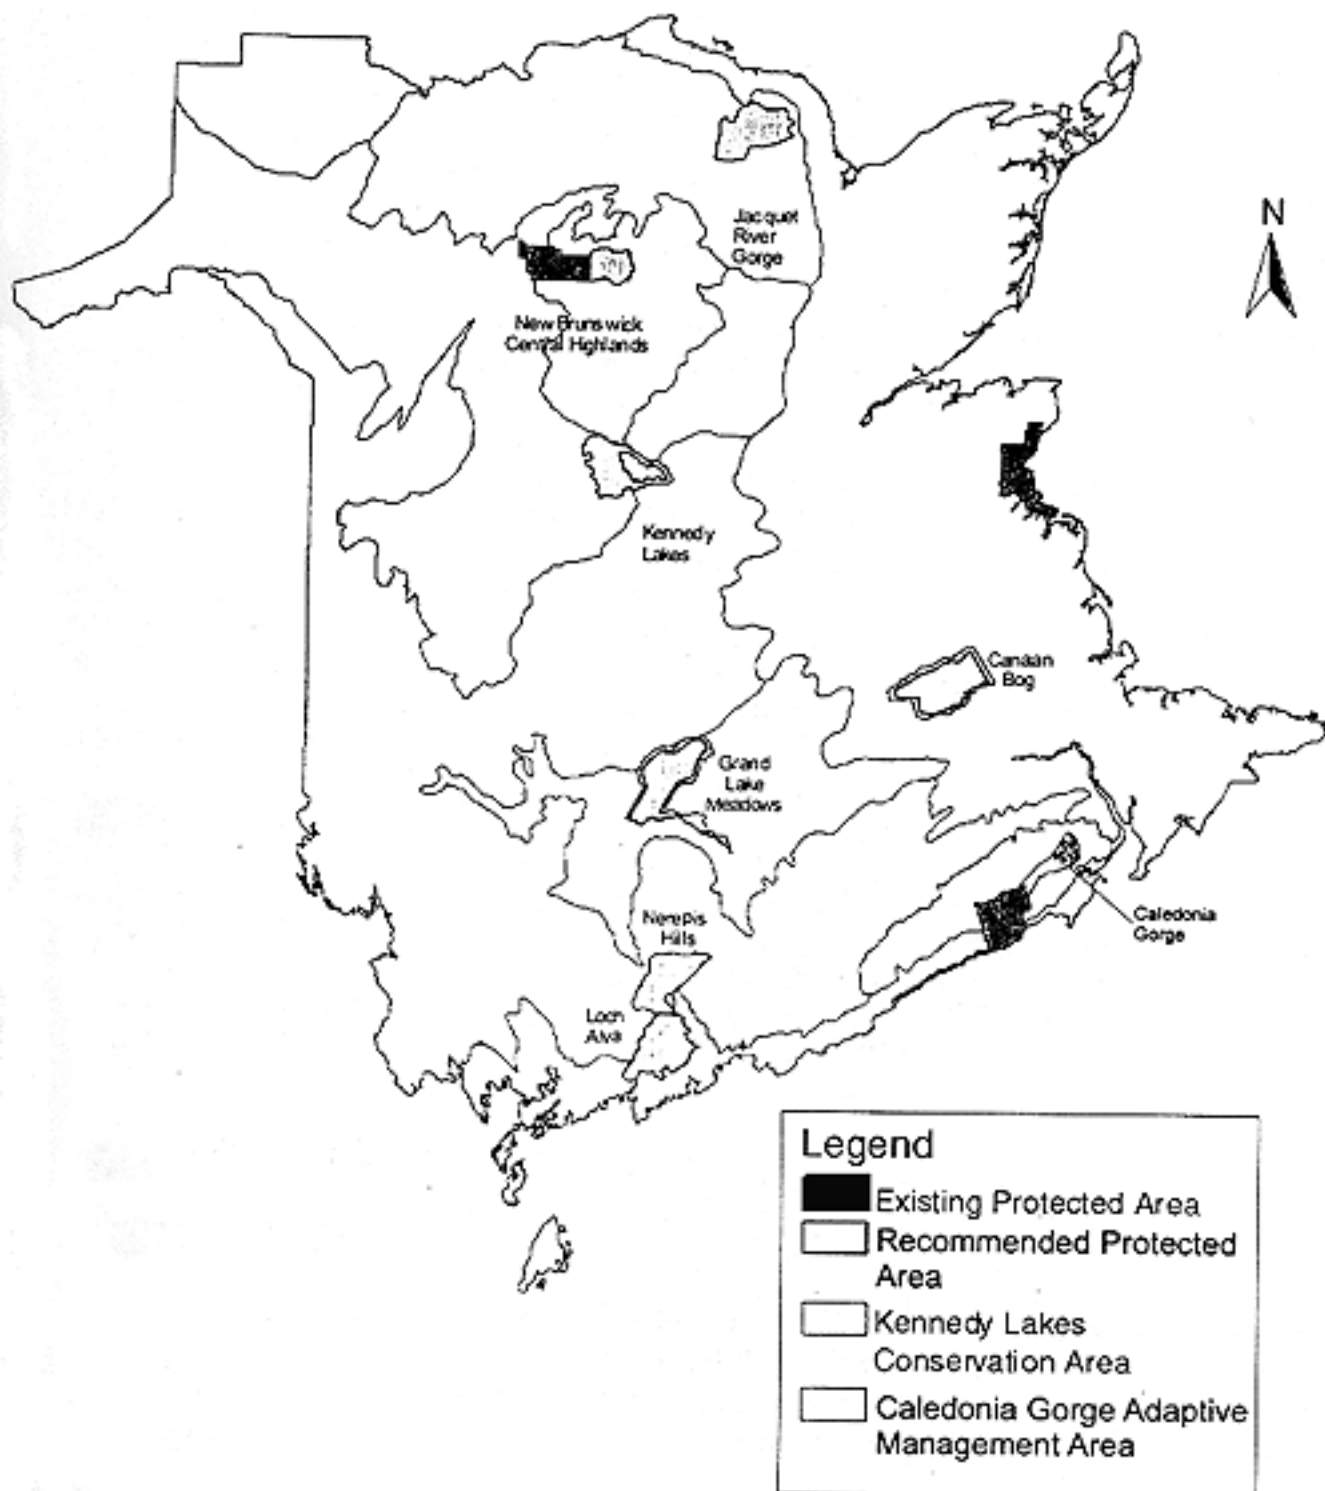 N
Jacquet
River
Gorge
New Brunswick
Central Highlands
Kennedy
Lakes
Canaan
Bog
Grand
Lake
Meadows
Nerepis
Hills
Caledonia
Gorge
Loch
Alva
Legend
Existing Protected Area
Recommended Protected
Area
Kennedy Lakes
Conservation Area
Caledonia Gorge Adaptive
Management Area